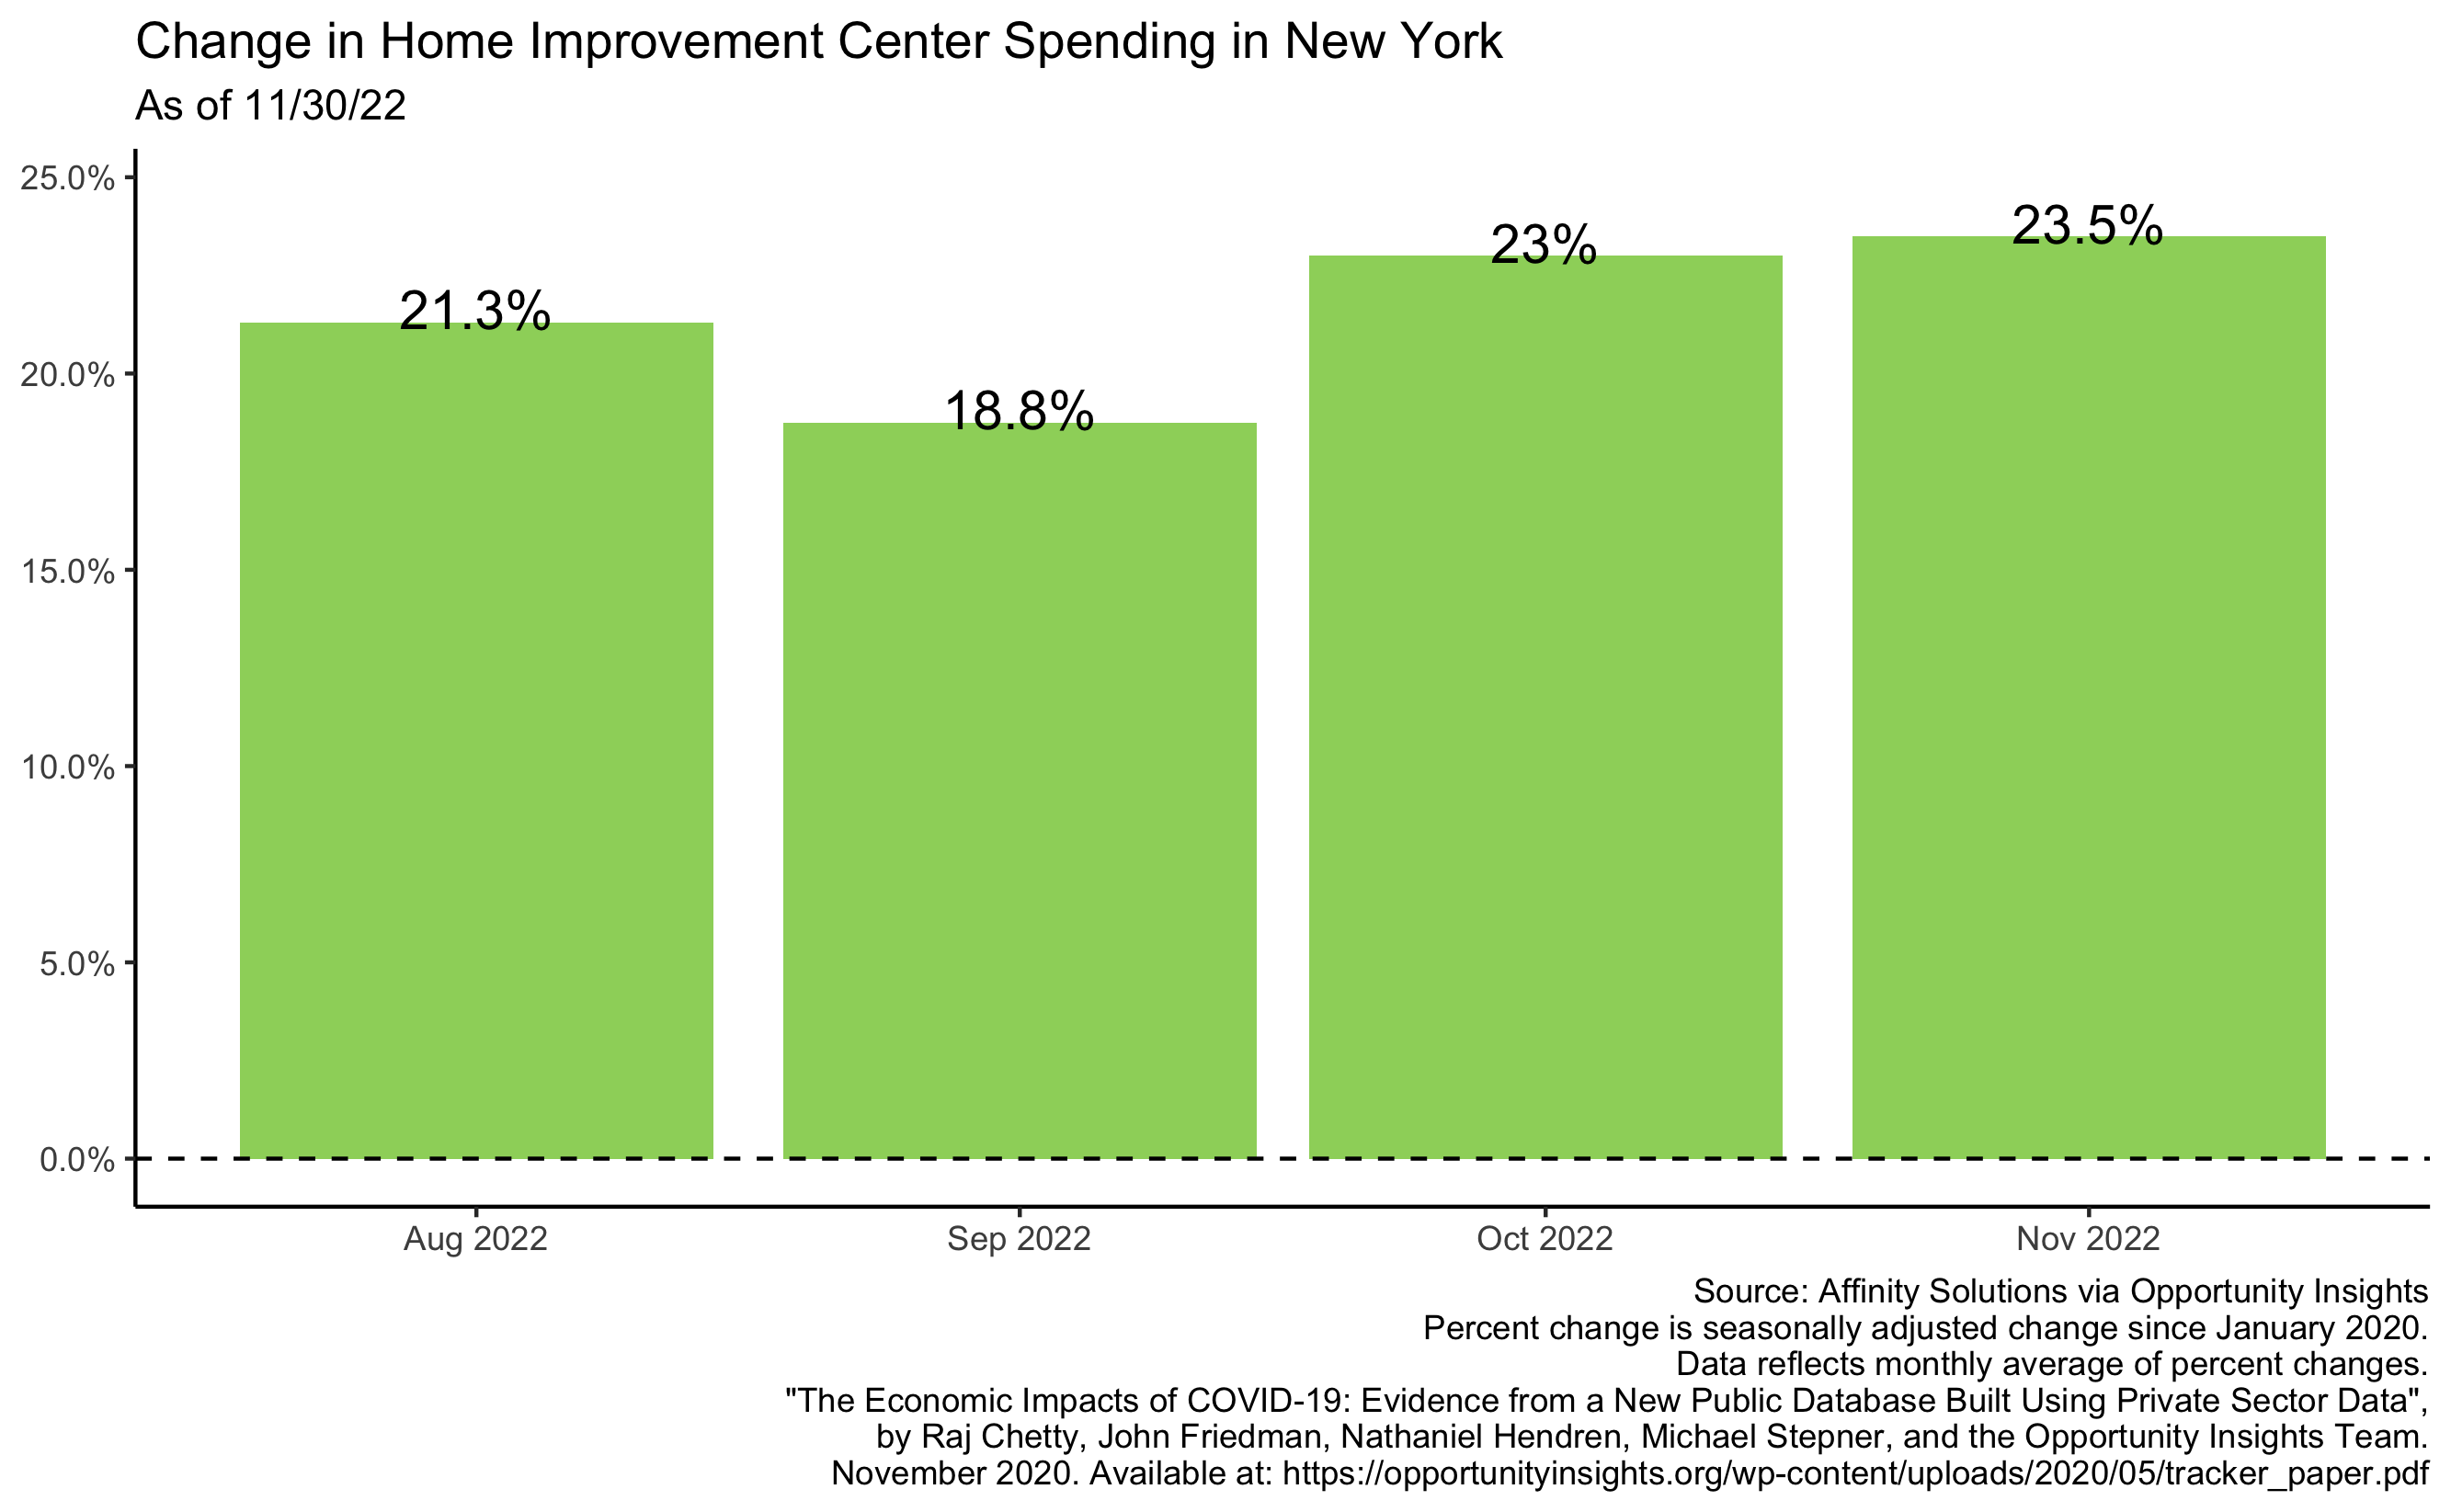 Change in Home Improvement Center Spending in New York
As of 11/30/22
25.0%
20.0%
15.0%
10.0%
5.0%
0.0%
21.3%
18.8%
23%
23.5%
Aug 2022
Sep 2022
Oct 2022
Nov 2022
Source: Affinity Solutions via Opportunity Insights
Percent change is seasonally adjusted change since January 2020.
Data reflects monthly average of percent changes.
"The Economic Impacts of COVID-19: Evidence from a New Public Database Built Using Private Sector Data",
by Raj Chetty, John Friedman, Nathaniel Hendren, Michael Stepner, and the Opportunity Insights Team.
November 2020. Available at: https://opportunityinsights.org/wp-content/uploads/2020/05/tracker_paper.pdf